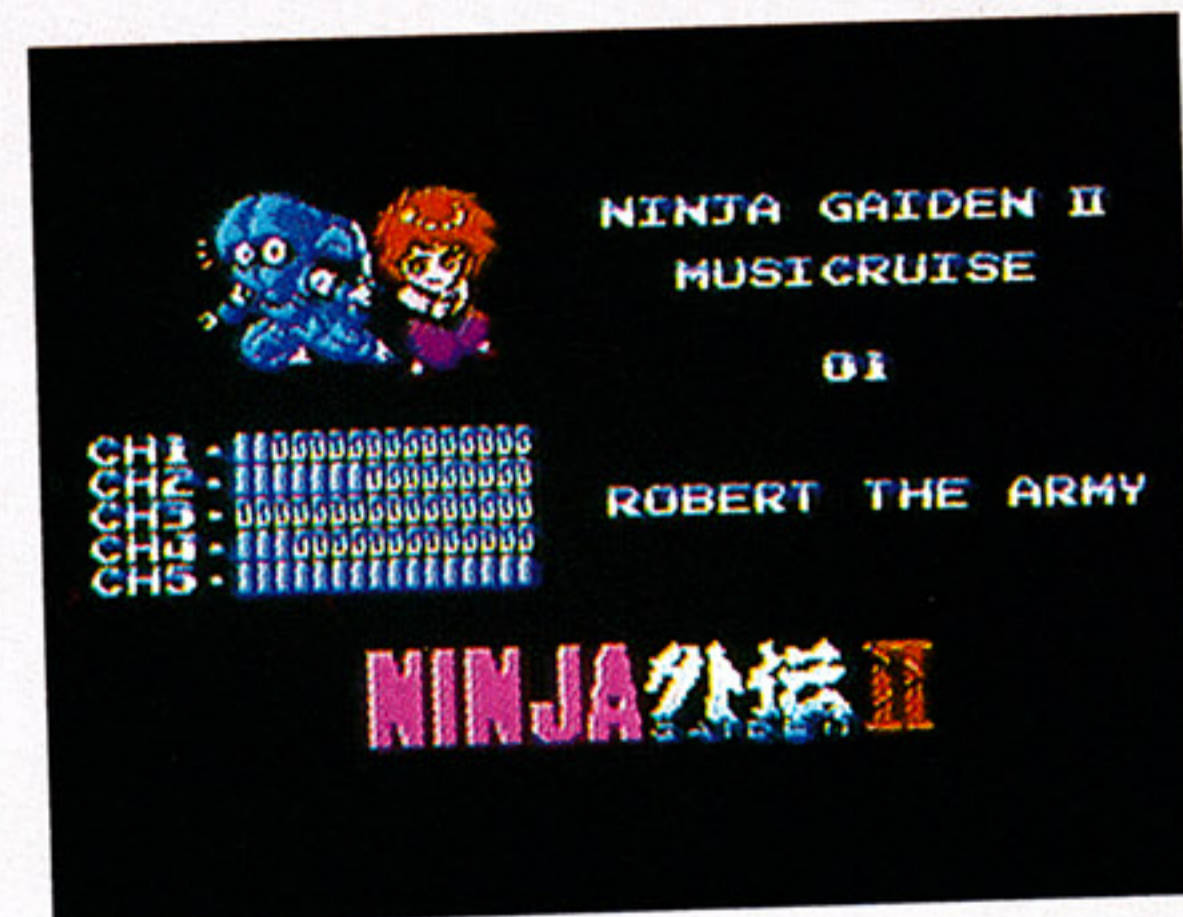 NINJA GAIDEN II
MUSICRUISE
01
CH1-
CH2-
CH3-
CH4-
CH5-
ROBERT THE ARMY
NINJA外伝II
GAIDEN